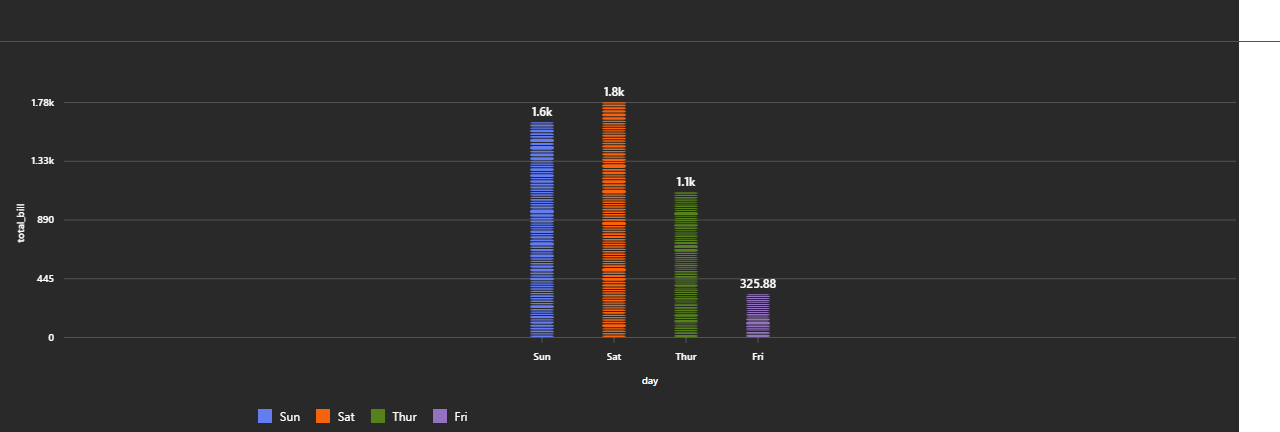 1.8k
1.78k
1.6k
1.1k
1.33k
890
total_bill
445
325.88
0
Sun Sat Thur Fri
day
Sun Sat Thur Fri